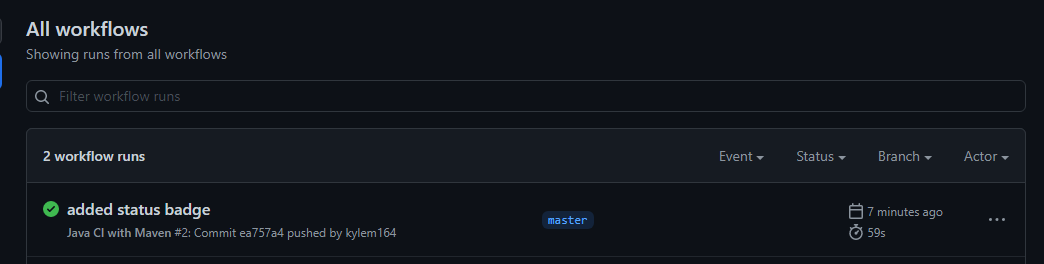 All workflows
Showing runs from all workflows
Filter workflow runs
2 workflow runs Event Status Branch Actor
added status badge
Java CI with Maven #2: Commit ea757a4 pushed by kylem164
master
7 minutes ago
59s